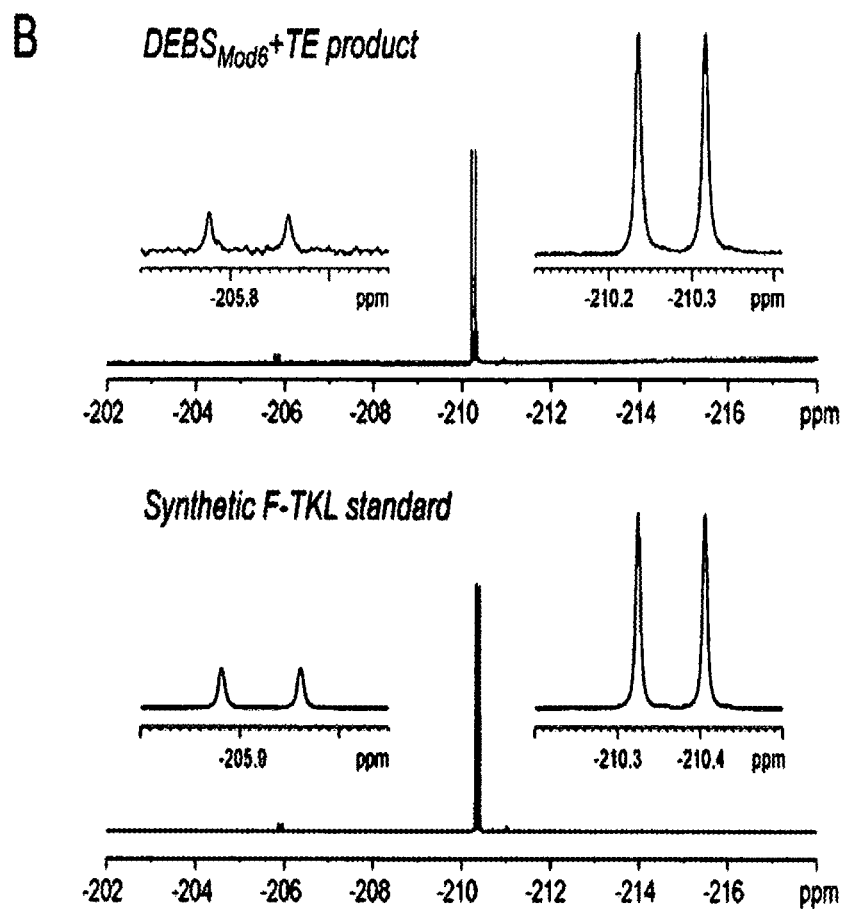 B
DEBSMod6+TE product
-205.8 ppm
-210.2 -210.3 ppm
-202 -204 -206 -208 -210 -212 -214 -216 ppm
Synthetic F-TKL standard
-205.9 ppm
-210.3 -210.4 ppm
-202 -204 -206 -208 -210 -212 -214 -216 ppm